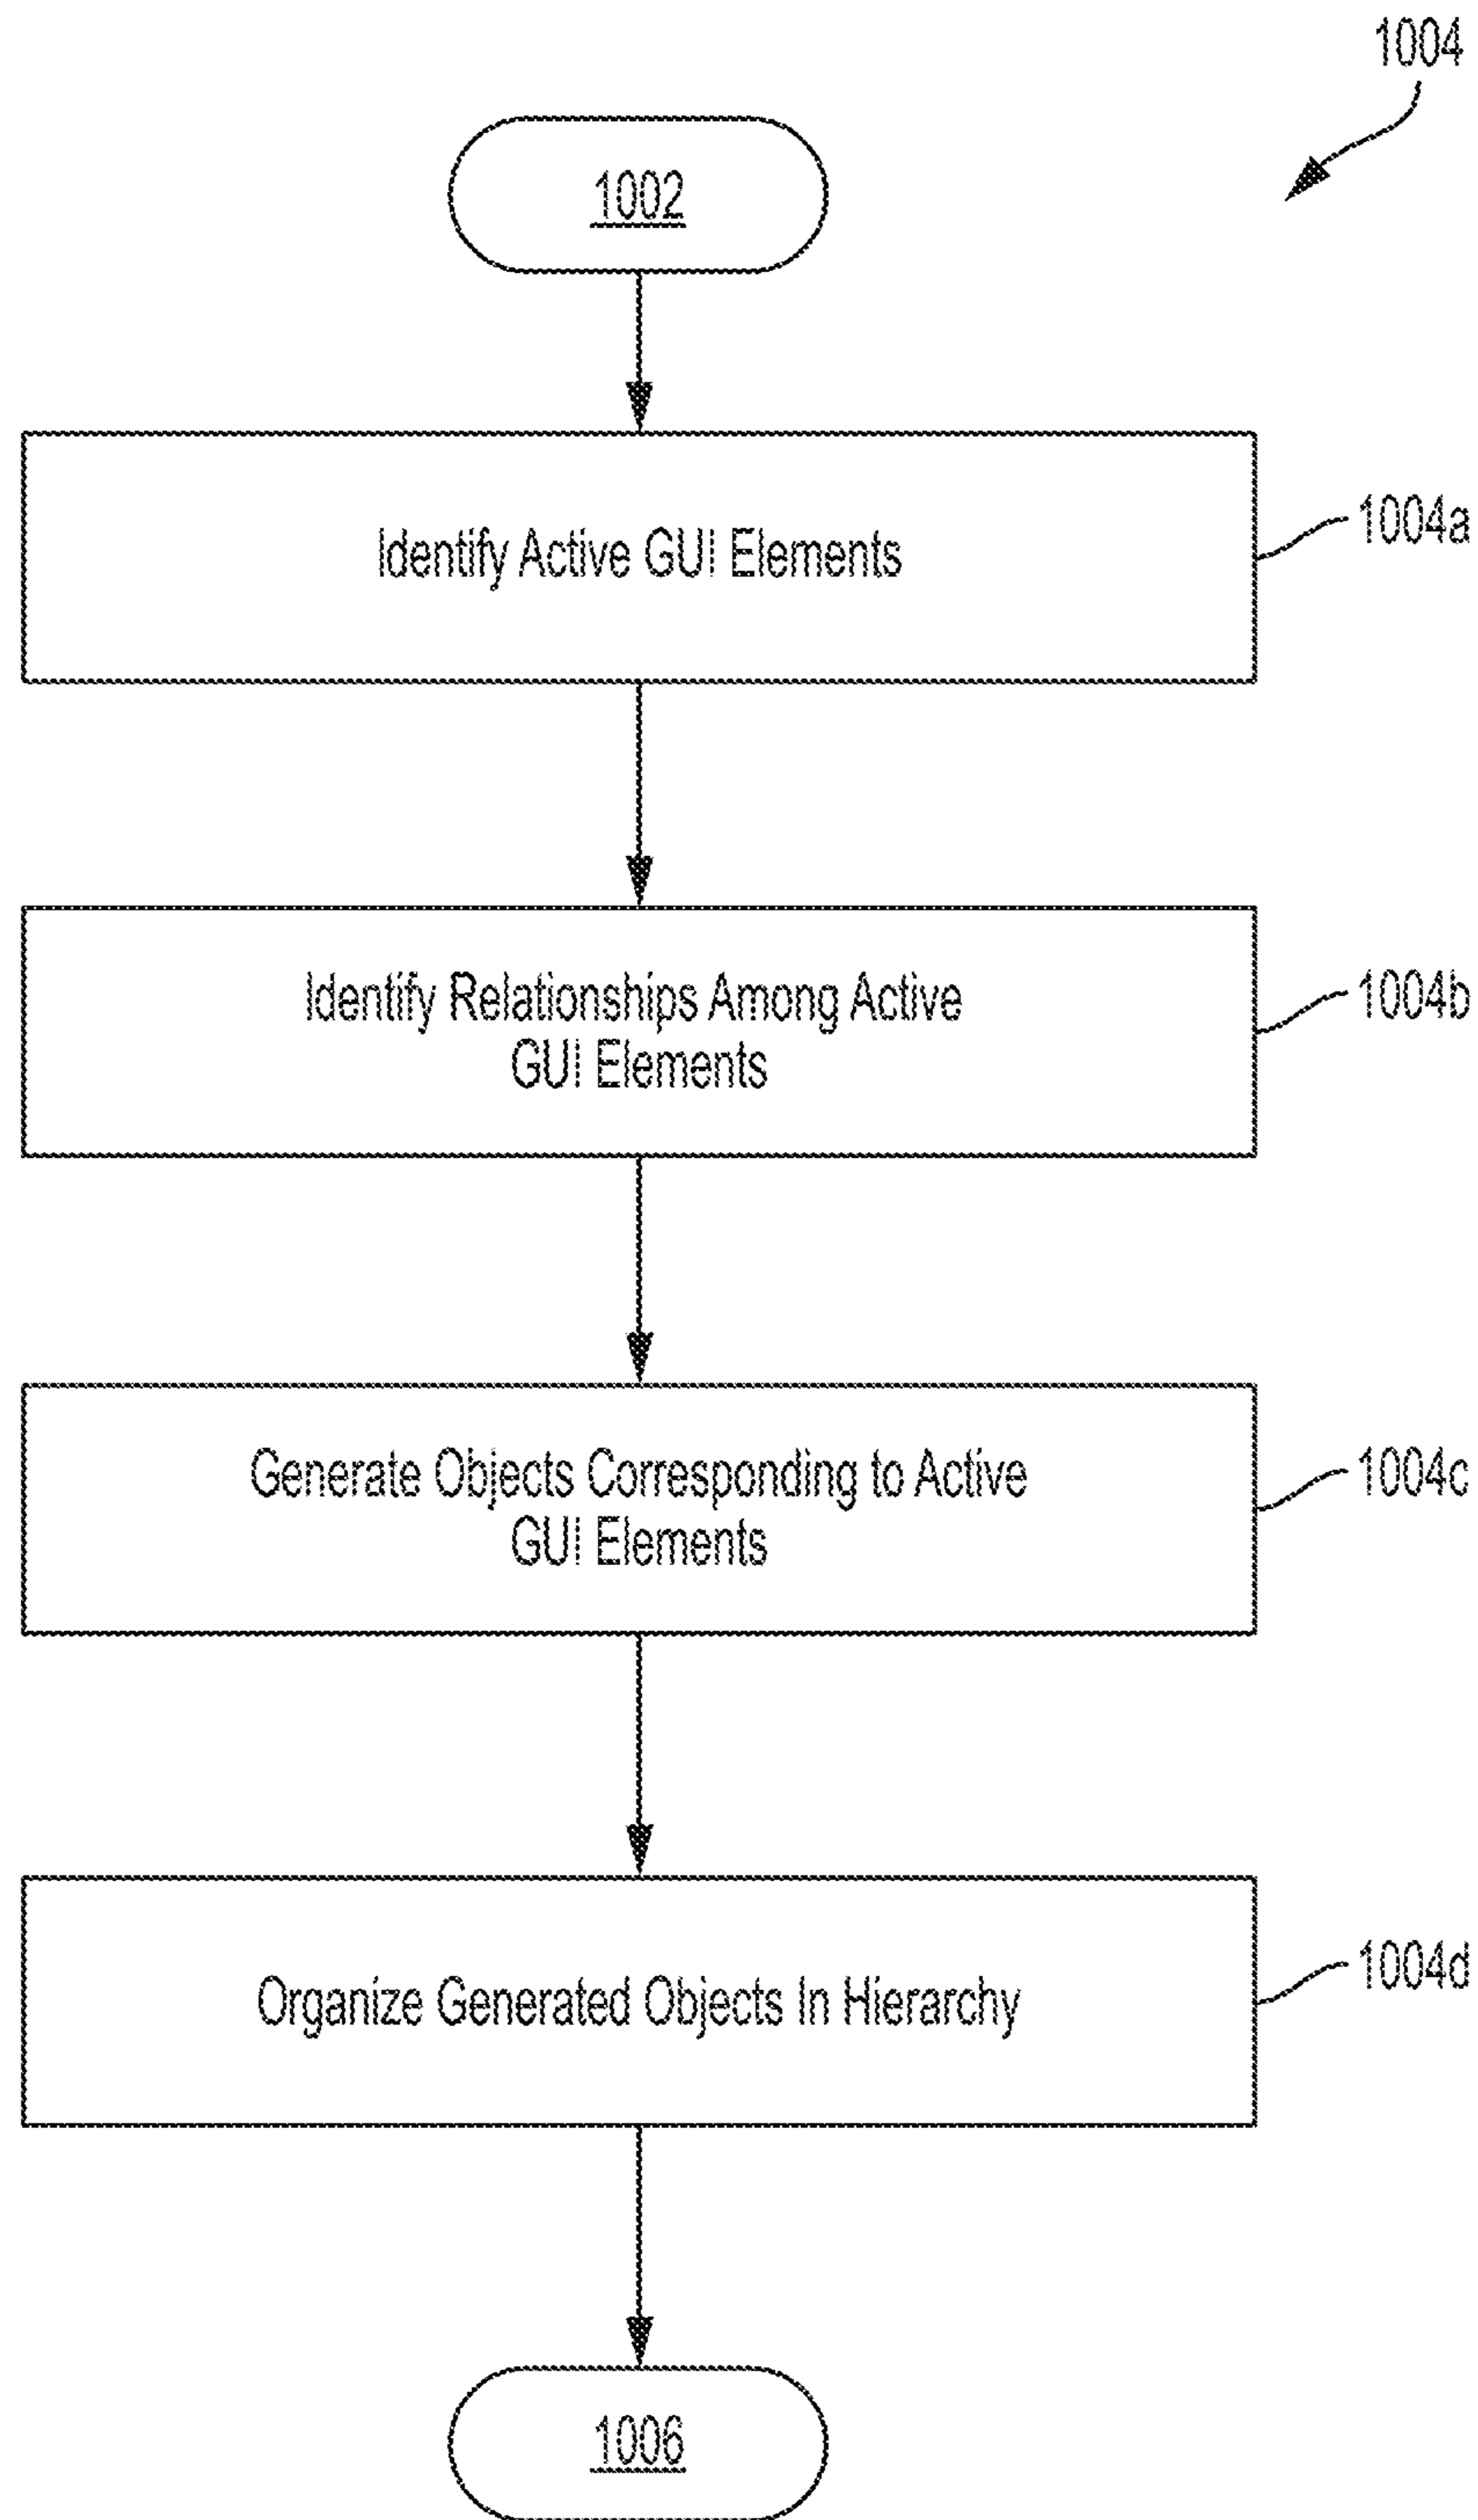 1004
1002
Identify Active GUI Elements
1004a
Identify Relationships Among Active
GUI Elements
1004b
Generate Objects Corresponding to Active
GUI Elements
1004c
Organize Generated Objects In Hierarchy
1004d
1006